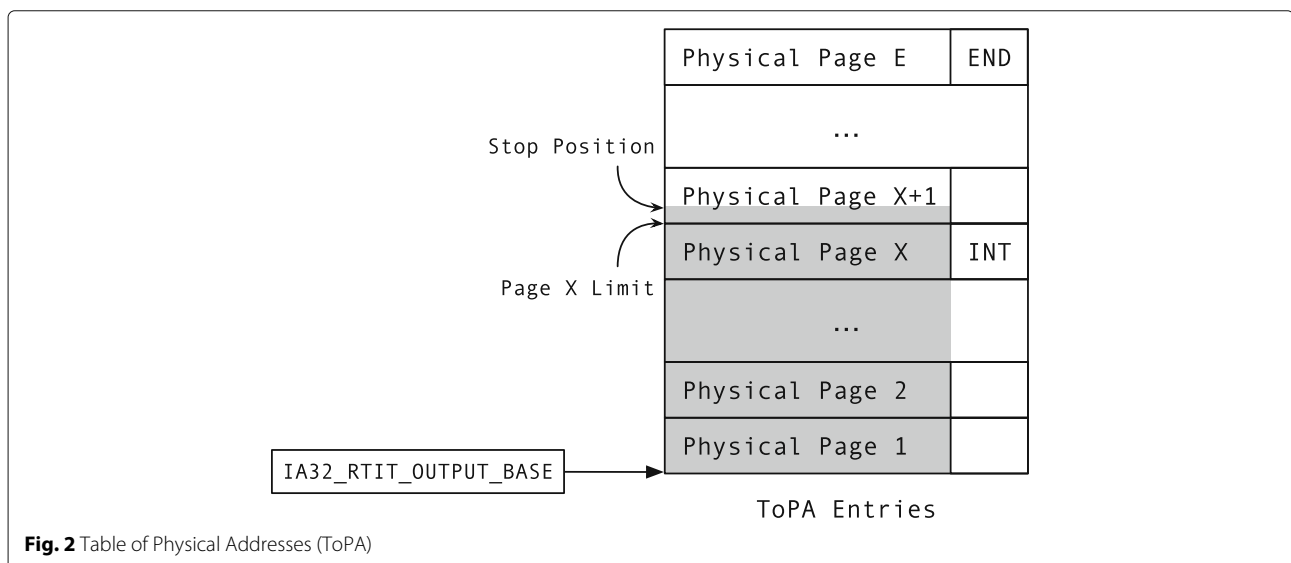 Physical Page E END
...
Stop Position
Physical Page X+1
Physical Page X INT
Page X Limit
...
Physical Page 2
Physical Page 1
IA32_RTIT_OUTPUT_BASE
ToPA Entries
Fig. 2 Table of Physical Addresses (ToPA)